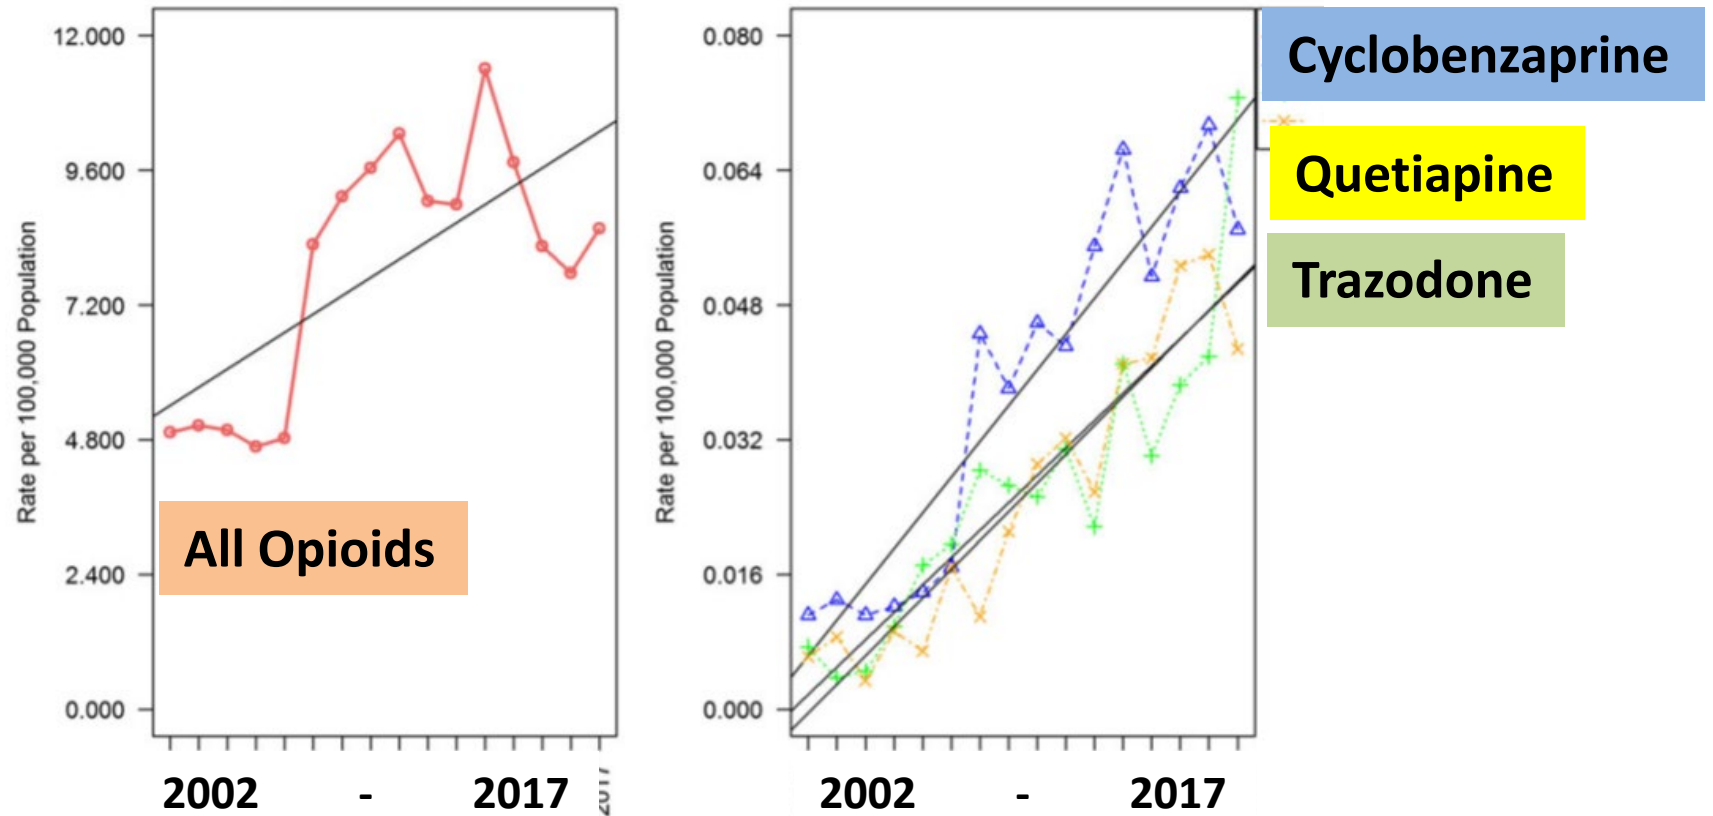 12.000
9.600
7.200
4.800
2.400
0.000
Rate per 100,000 Population
All Opioids
2002 - 2017
2017
0.080
0.064
0.048
0.032
0.016
0.000
Rate per 100,000 Population
2002 - 2017
Cyclobenzaprine
Quetiapine
Trazodone